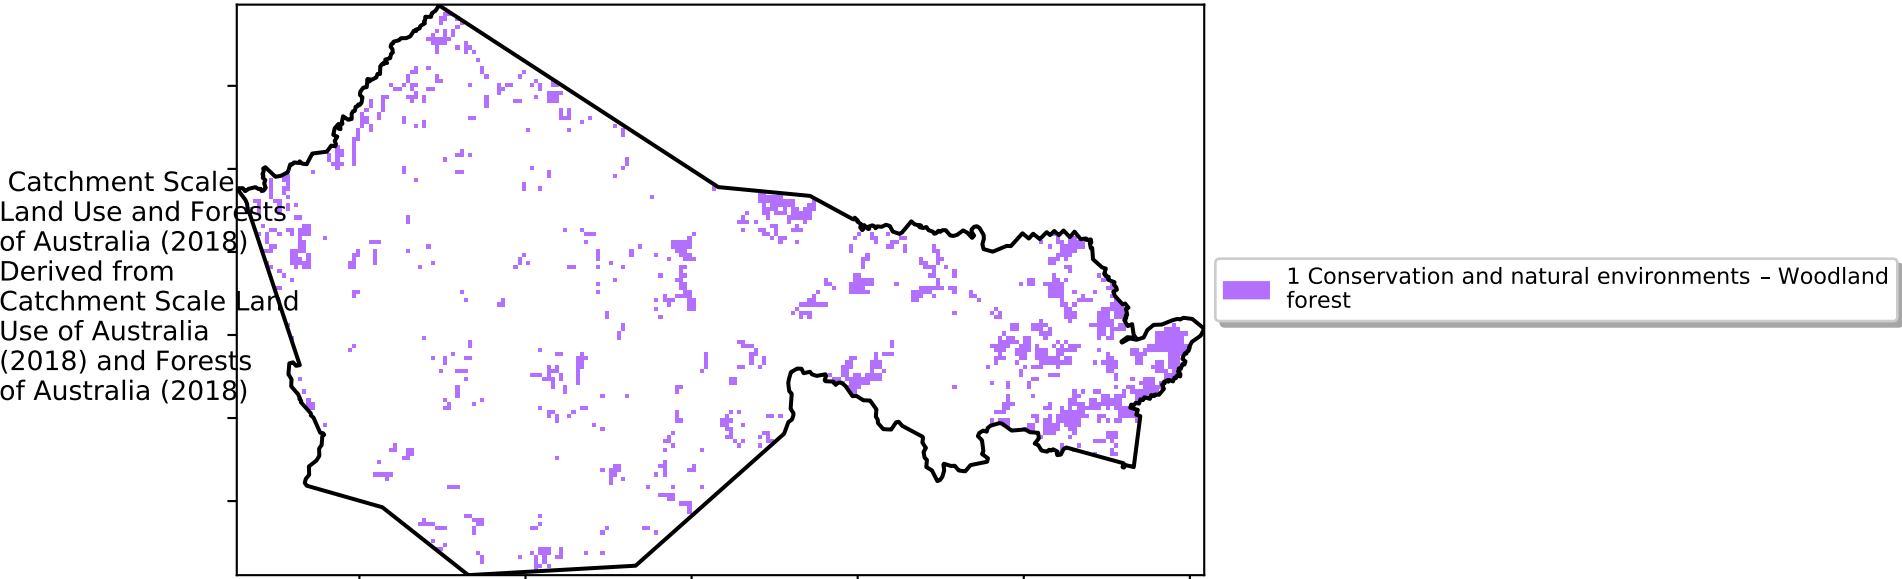 Catchment Scale
Land Use and Forests
of Australia (2018)
Derived from
Catchment Scale Land
Use of Australia
(2018) and Forests
of Australia (2018)
1 Conservation and natural environments – Woodland
forest